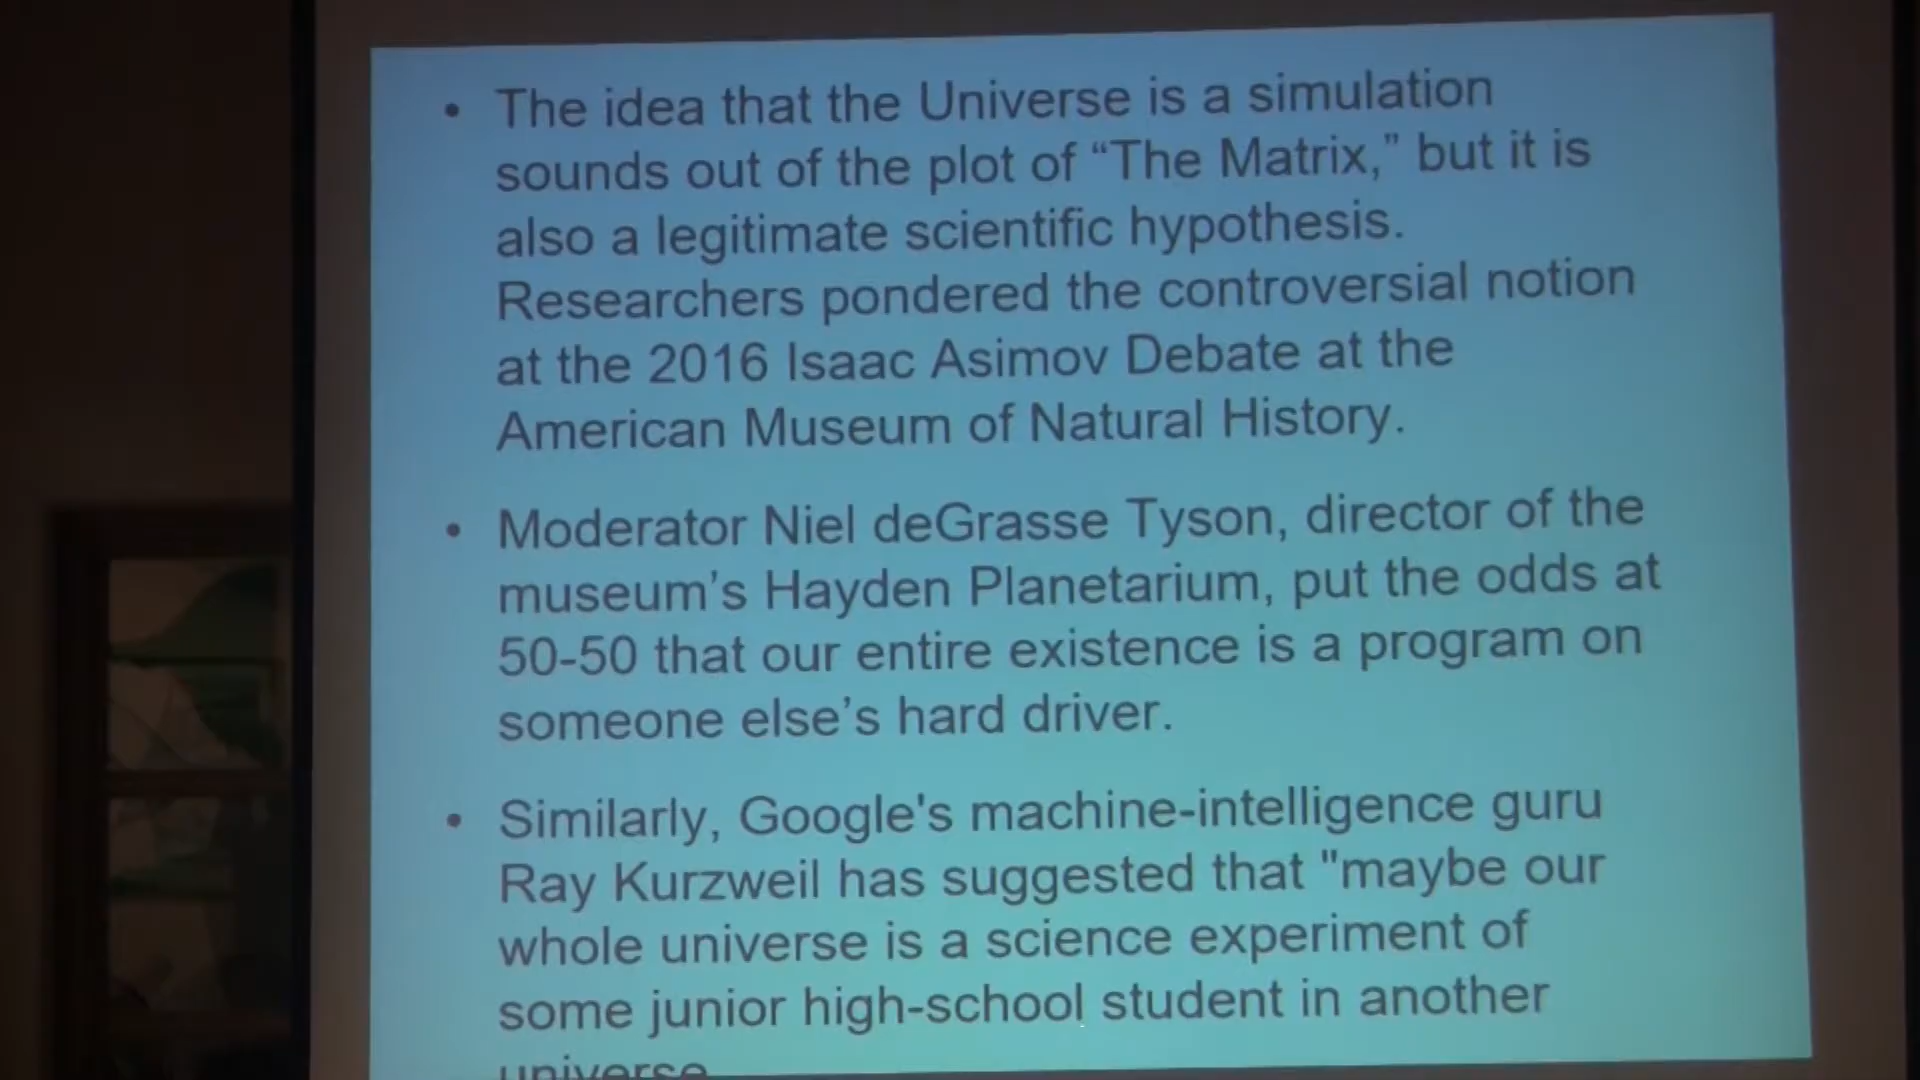 • The idea that the Universe is a simulation
sounds out of the plot of “The Matrix,” but it is
also a legitimate scientific hypothesis.
Researchers pondered the controversial notion
at the 2016 Isaac Asimov Debate at the
American Museum of Natural History.
• Moderator Niel deGrasse Tyson, director of the
museum’s Hayden Planetarium, put the odds at
50-50 that our entire existence is a program on
someone else’s hard driver.
• Similarly, Google's machine-intelligence guru
Ray Kurzweil has suggested that "maybe our
whole universe is a science experiment of
some junior high-school student in another
universe